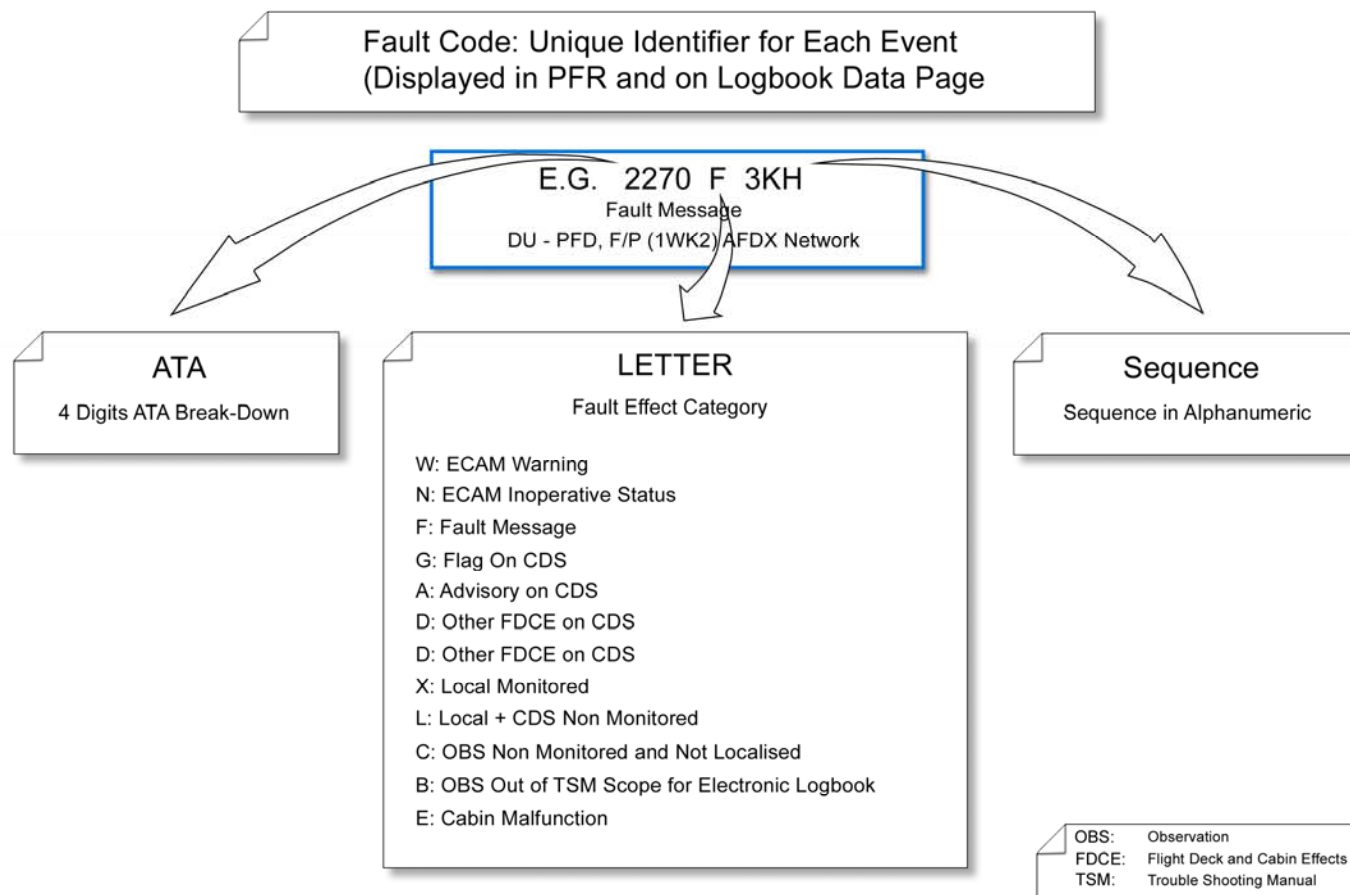 Fault Code: Unique Identifier for Each Event
(Displayed in PFR and on Logbook Data Page
E.G. 2270 F 3KH
Fault Message
DU - PFD, F/P (1WK2) AFDX Network
ATA
4 Digits ATA Break-Down
LETTER
Fault Effect Category
W: ECAM Warning
N: ECAM Inoperative Status
F: Fault Message
G: Flag On CDS
A: Advisory on CDS
D: Other FDCE on CDS
D: Other FDCE on CDS
X: Local Monitored
L: Local + CDS Non Monitored
C: OBS Non Monitored and Not Localised
B: OBS Out of TSM Scope for Electronic Logbook
E: Cabin Malfunction
Sequence
Sequence in Alphanumeric
OBS: Observation
FDCE: Flight Deck and Cabin Effects
TSM: Trouble Shooting Manual